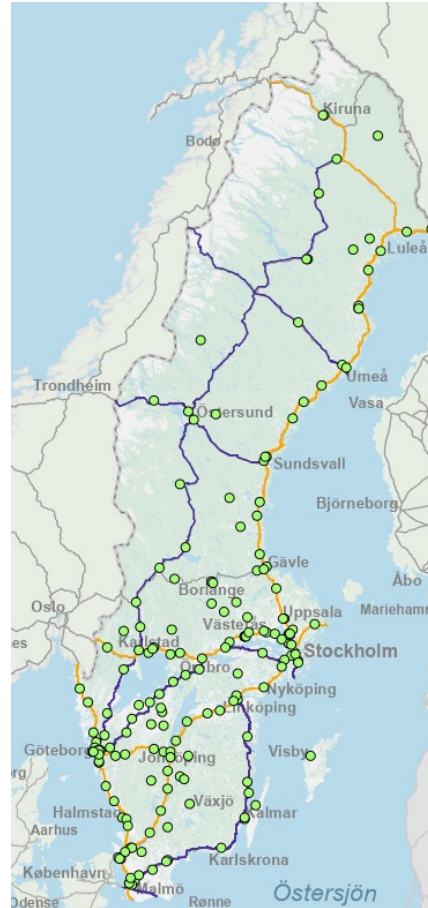 Kiruna
Bodø
Luleå
Trondheim
Umeå
Östersund
Vasa
Sundsvall
Björneborg
Gävle
Borlänge
Åbo
Oslo
Uppsala
Mariehamn
Västerås
Karlstad
Stockholm
Örebro
Nyköping
Linköping
Göteborg
Jönköping
Visby
Växjö
Halmstad
Kalmar
Aarhus
Karlskrona
København
Malmö
Rønne
Odense
Östersjön